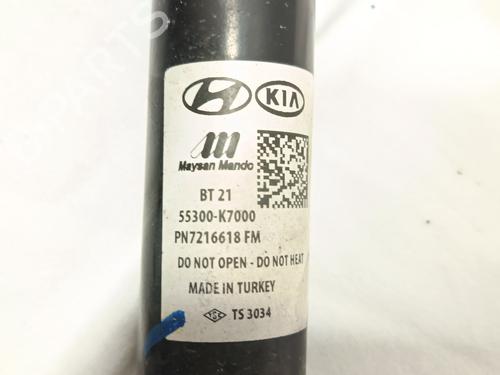 KIA
Maysan Mando
BT 21
55300-K7000
PN7216618 FM
DO NOT OPEN - DO NOT HEAT
MADE IN TURKEY
TSE TS 3034